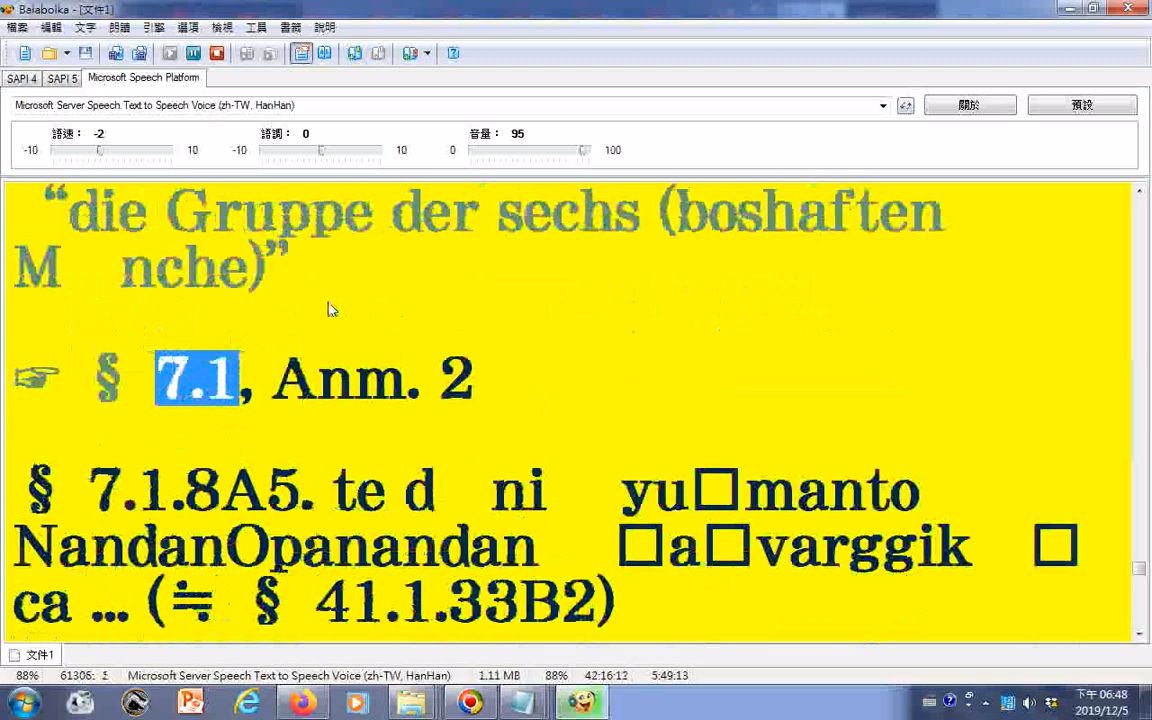 Balabolka - [文件1]
檔案 編輯 文字 朗讀 引擎 選項 檢視 工具 書籤 說明
SAPI 4 SAPI 5 Microsoft Speech Platform
Microsoft Server Speech Text to Speech Voice (zh-TW, HanHan) 關於 預設
語速： -2 語調： 0 音量： 95
-10 10 -10 10 0 100
“die Gruppe der sechs (boshaften
M nche)”
☞ § 7.1, Anm. 2
§ 7.1.8A5. te d ni yu□manto
NandanOpanandan □a□varggik □
ca ... (≒ § 41.1.33B2)
文件1
88% 61306: Microsoft Server Speech Text to Speech Voice (zh-TW, HanHan) 1.11 MB 88% 42:16:12 5:49:13
下午 06:48
2019/12/5